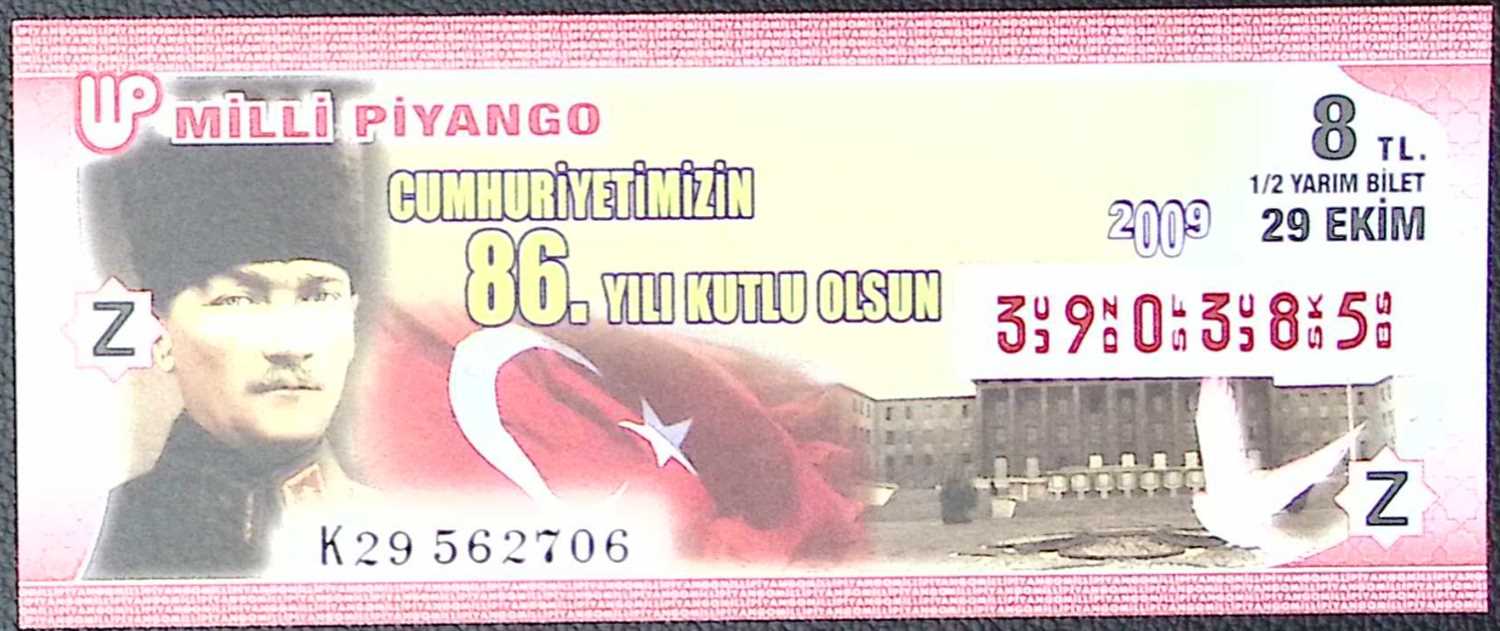 MİLLİ PİYANGO
8 TL.
1/2 YARIM BİLET
2009 29 EKİM
CUMHURİYETİMİZİN
86. YILI KUTLU OLSUN
390385
Z
Z
K29 562706